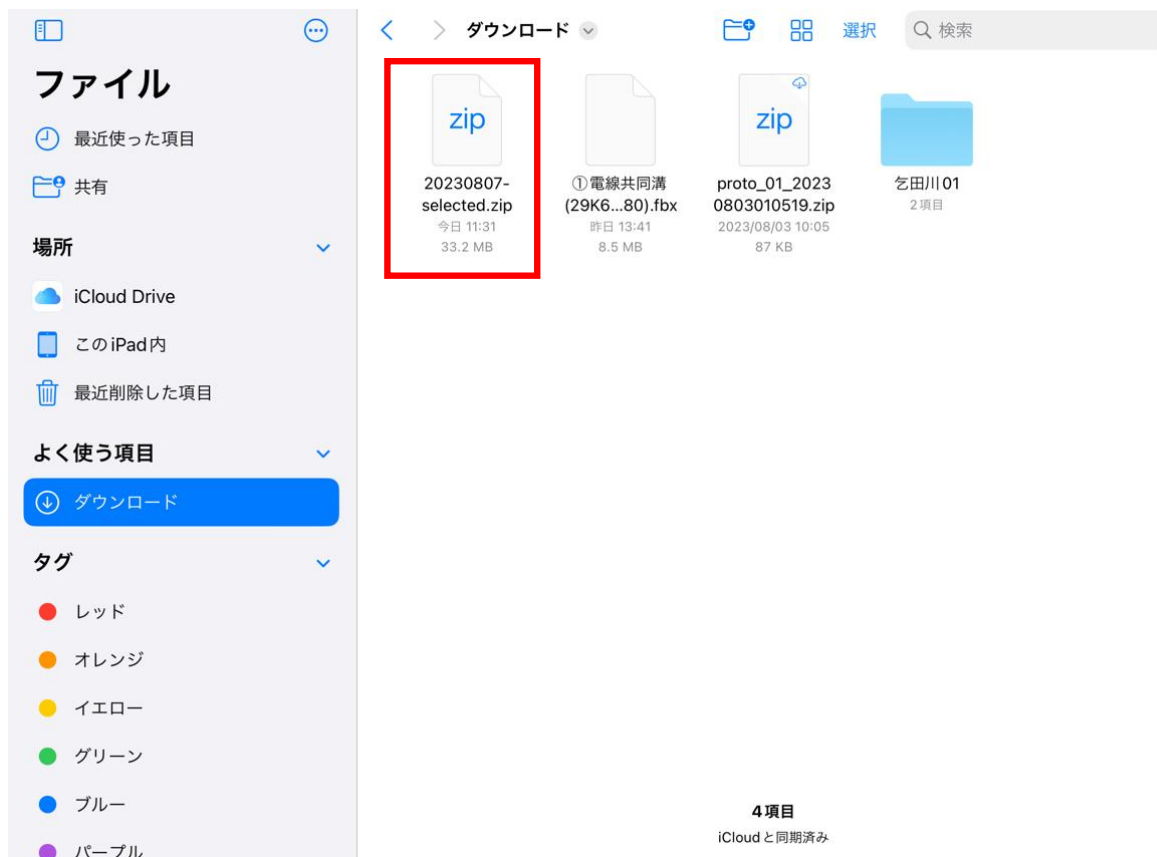 ファイル
最近使った項目
共有
場所
iCloud Drive
このiPad内
最近削除した項目
よく使う項目
ダウンロード
タグ
レッド
オレンジ
イエロー
グリーン
ブルー
パープル
ダウンロード
選択
検索
zip
20230807-
selected.zip
今日 11:31
33.2 MB
①電線共同溝
(29K6...80).fbx
昨日 13:41
8.5 MB
zip
proto_01_2023
0803010519.zip
2023/08/03 10:05
87 KB
乞田川01
2項目
4項目
iCloudと同期済み